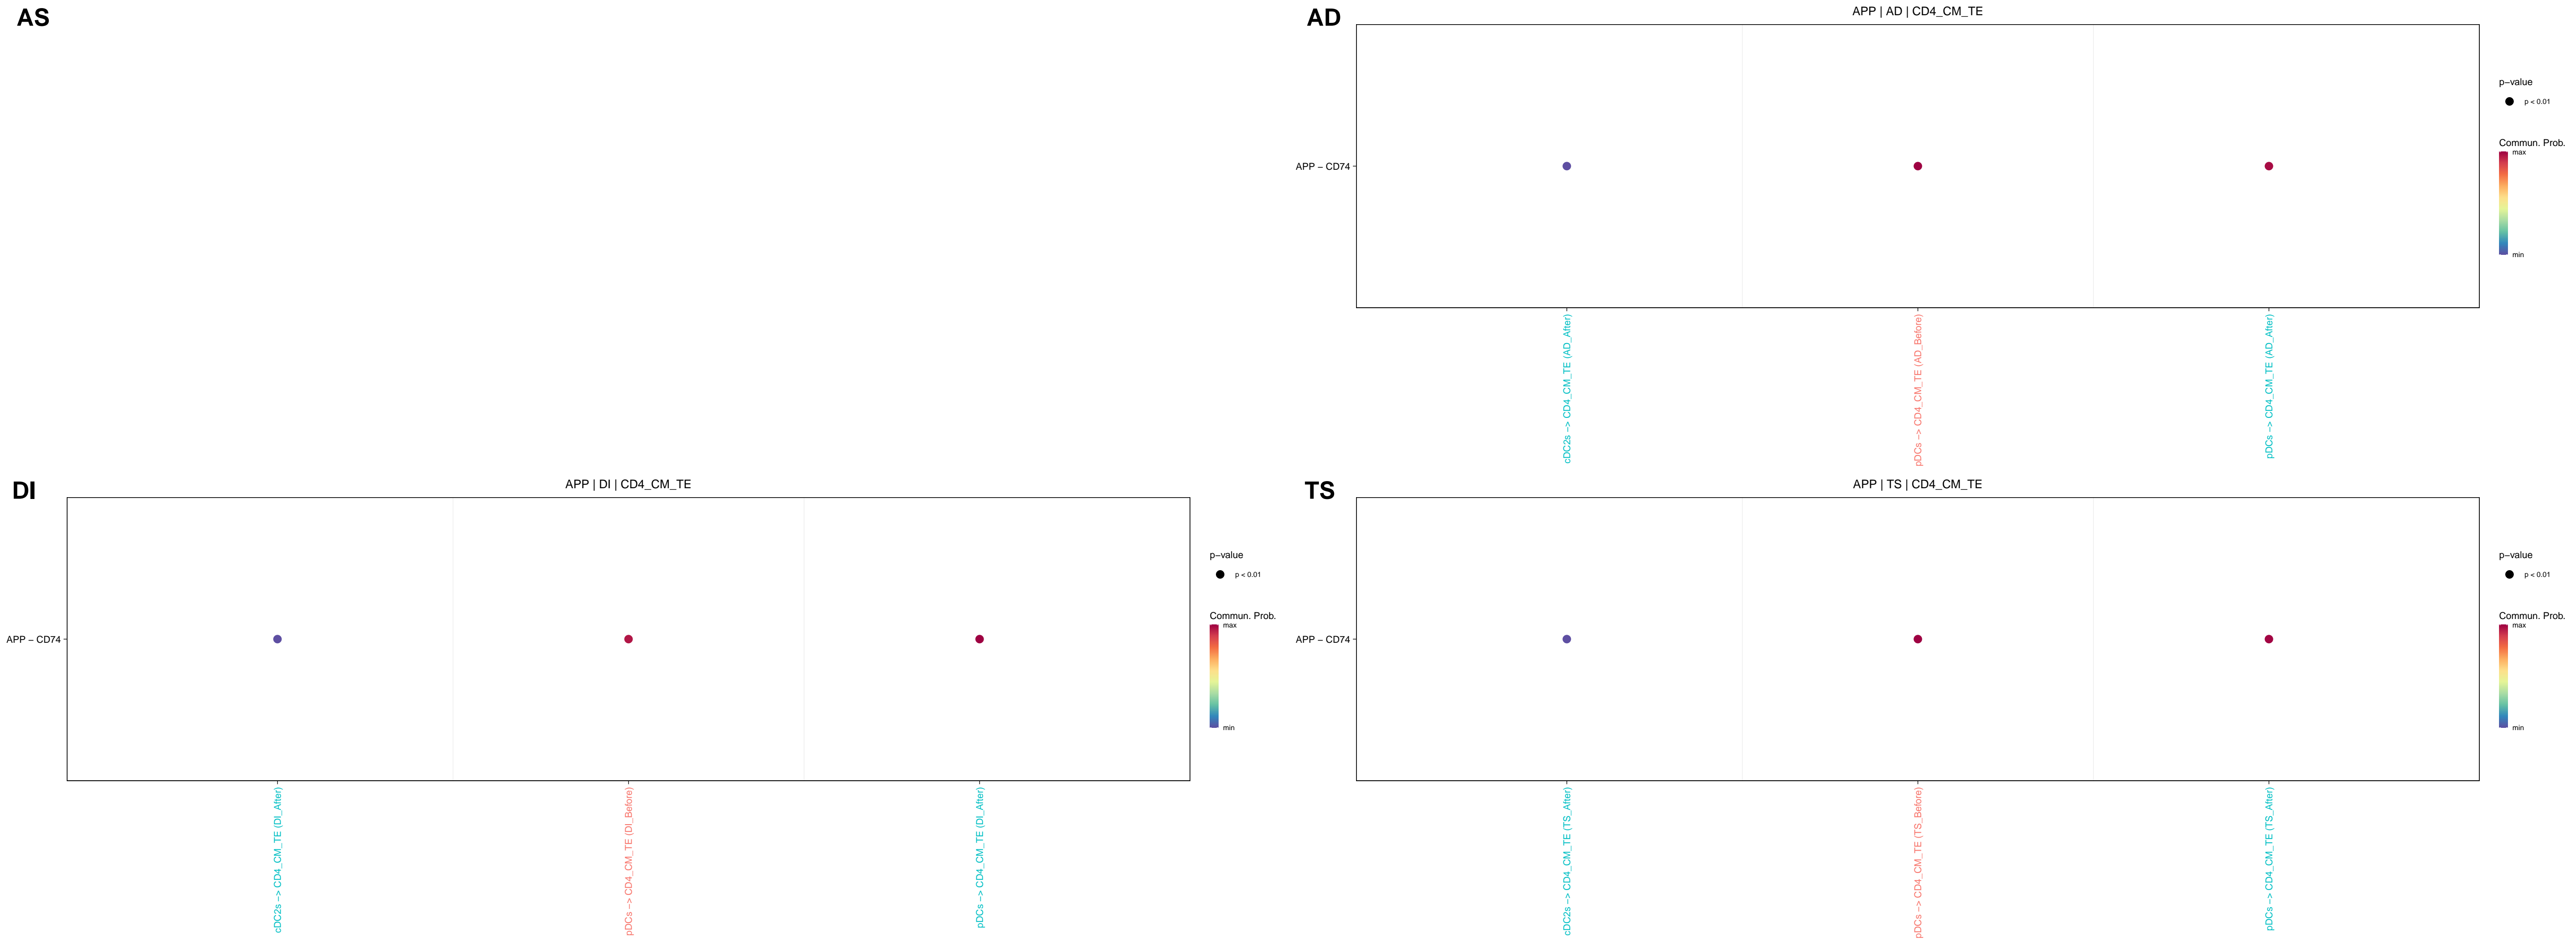 AS
AD
APP | AD | CD4_CM_TE
APP – CD74
cDC2s –> CD4_CM_TE (AD_After)
pDCs –> CD4_CM_TE (AD_Before)
pDCs –> CD4_CM_TE (AD_After)
p–value
p < 0.01
Commun. Prob.
max
min
DI
APP | DI | CD4_CM_TE
APP – CD74
cDC2s –> CD4_CM_TE (DI_After)
pDCs –> CD4_CM_TE (DI_Before)
pDCs –> CD4_CM_TE (DI_After)
p–value
p < 0.01
Commun. Prob.
max
min
TS
APP | TS | CD4_CM_TE
APP – CD74
cDC2s –> CD4_CM_TE (TS_After)
pDCs –> CD4_CM_TE (TS_Before)
pDCs –> CD4_CM_TE (TS_After)
p–value
p < 0.01
Commun. Prob.
max
min